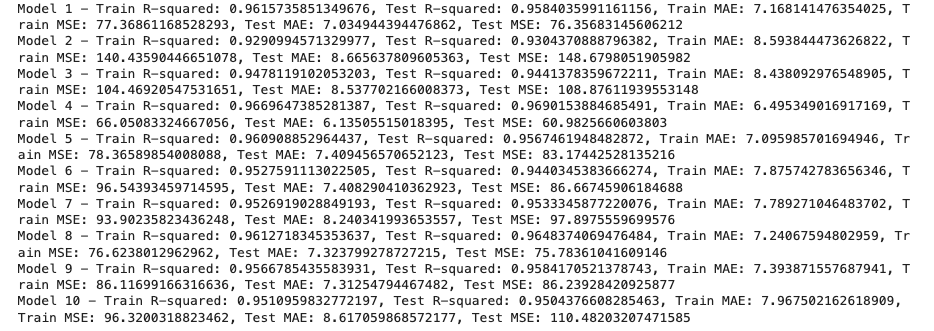 Model 1 – Train R-squared: 0.9615735851349676, Test R-squared: 0.9584035991161156, Train MAE: 7.168141476354025, T
rain MSE: 77.36861168528293, Test MAE: 7.034944394476862, Test MSE: 76.35683145606212
Model 2 – Train R-squared: 0.9290994571329977, Test R-squared: 0.9304370888796382, Train MAE: 8.593844473626822, T
rain MSE: 140.43590446651078, Test MAE: 8.665637809605363, Test MSE: 148.6798051905982
Model 3 – Train R-squared: 0.9478119102053203, Test R-squared: 0.9441378359672211, Train MAE: 8.438092976548905, T
rain MSE: 104.46920547531651, Test MAE: 8.537702166008373, Test MSE: 108.87611939553148
Model 4 – Train R-squared: 0.9669647385281387, Test R-squared: 0.9690153884685491, Train MAE: 6.495349016917169, T
rain MSE: 66.05083324667056, Test MAE: 6.13505515018395, Test MSE: 60.9825660603803
Model 5 – Train R-squared: 0.960908852964437, Test R-squared: 0.9567461948482872, Train MAE: 7.095985701694946, Tr
ain MSE: 78.36589854008088, Test MAE: 7.409456570652123, Test MSE: 83.17442528135216
Model 6 – Train R-squared: 0.9527591113022505, Test R-squared: 0.9440345383666274, Train MAE: 7.875742783656346, T
rain MSE: 96.54393459714595, Test MAE: 7.408290410362923, Test MSE: 86.66745906184688
Model 7 – Train R-squared: 0.9526919028849193, Test R-squared: 0.9533345877220076, Train MAE: 7.789271046483702, T
rain MSE: 93.90235823436248, Test MAE: 8.240341993653557, Test MSE: 97.8975559699576
Model 8 – Train R-squared: 0.9612718345353637, Test R-squared: 0.9648374069476484, Train MAE: 7.24067594802959, Tr
ain MSE: 76.6238012962962, Test MAE: 7.323799278727215, Test MSE: 75.78361041609146
Model 9 – Train R-squared: 0.9566785435583931, Test R-squared: 0.9584170521378743, Train MAE: 7.393871557687941, T
rain MSE: 86.11699166316636, Test MAE: 7.31254794467482, Test MSE: 86.23928420925877
Model 10 – Train R-squared: 0.9510959832772197, Test R-squared: 0.9504376608285463, Train MAE: 7.967502162618909,
Train MSE: 96.3200318823462, Test MAE: 8.617059868572177, Test MSE: 110.48203207471585